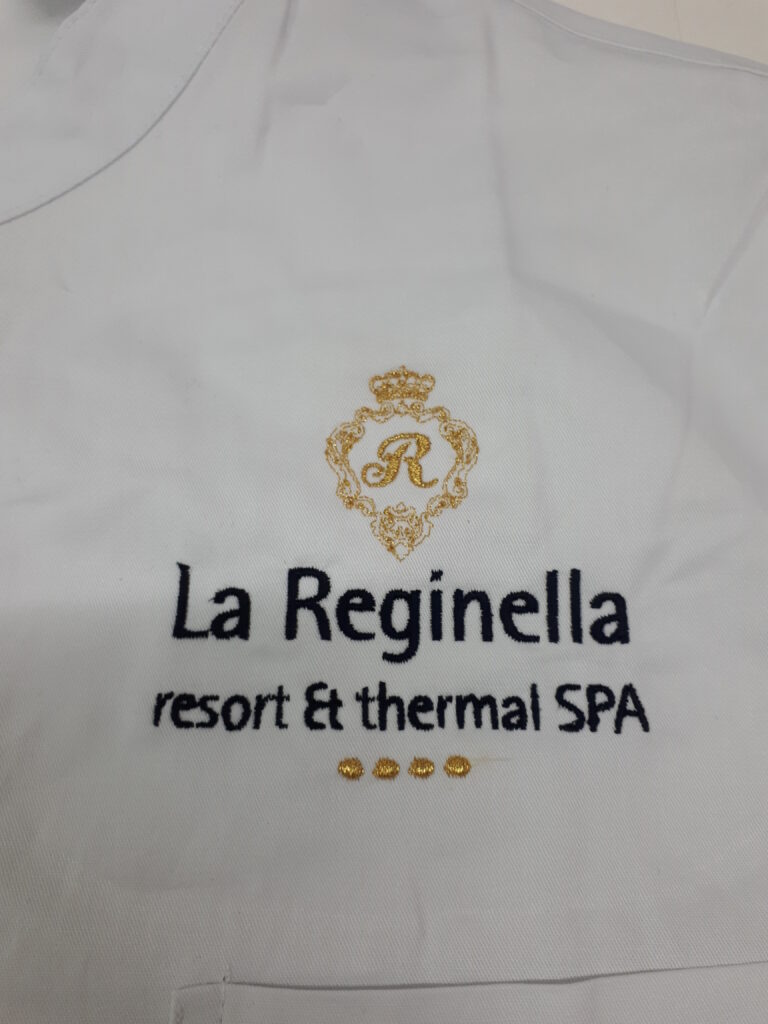 R
La Reginella
resort & thermal SPA